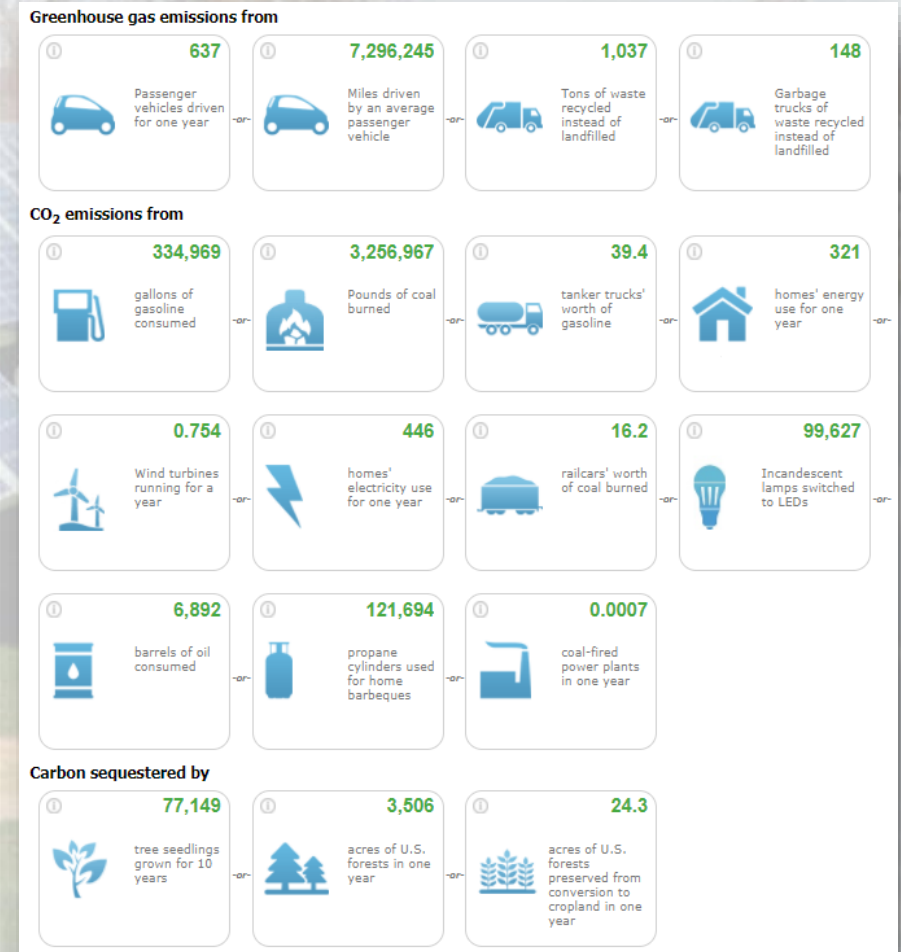 Greenhouse gas emissions from
637
Passenger
vehicles driven
for one year
-or-
7,296,245
Miles driven
by an average
passenger
vehicle
-or-
1,037
Tons of waste
recycled
instead of
landfilled
-or-
148
Garbage
trucks of
waste recycled
instead of
landfilled
CO2 emissions from
334,969
gallons of
gasoline
consumed
-or-
3,256,967
Pounds of coal
burned
-or-
39.4
tanker trucks'
worth of
gasoline
-or-
321
homes' energy
use for one
year
-or-
0.754
Wind turbines
running for a
year
-or-
446
homes'
electricity use
for one year
-or-
16.2
railcars' worth
of coal burned
-or-
99,627
Incandescent
lamps switched
to LEDs
-or-
6,892
barrels of oil
consumed
-or-
121,694
propane
cylinders used
for home
barbeques
-or-
0.0007
coal-fired
power plants
in one year
Carbon sequestered by
77,149
tree seedlings
grown for 10
years
-or-
3,506
acres of U.S.
forests in one
year
-or-
24.3
acres of U.S.
forests
preserved from
conversion to
cropland in one
year